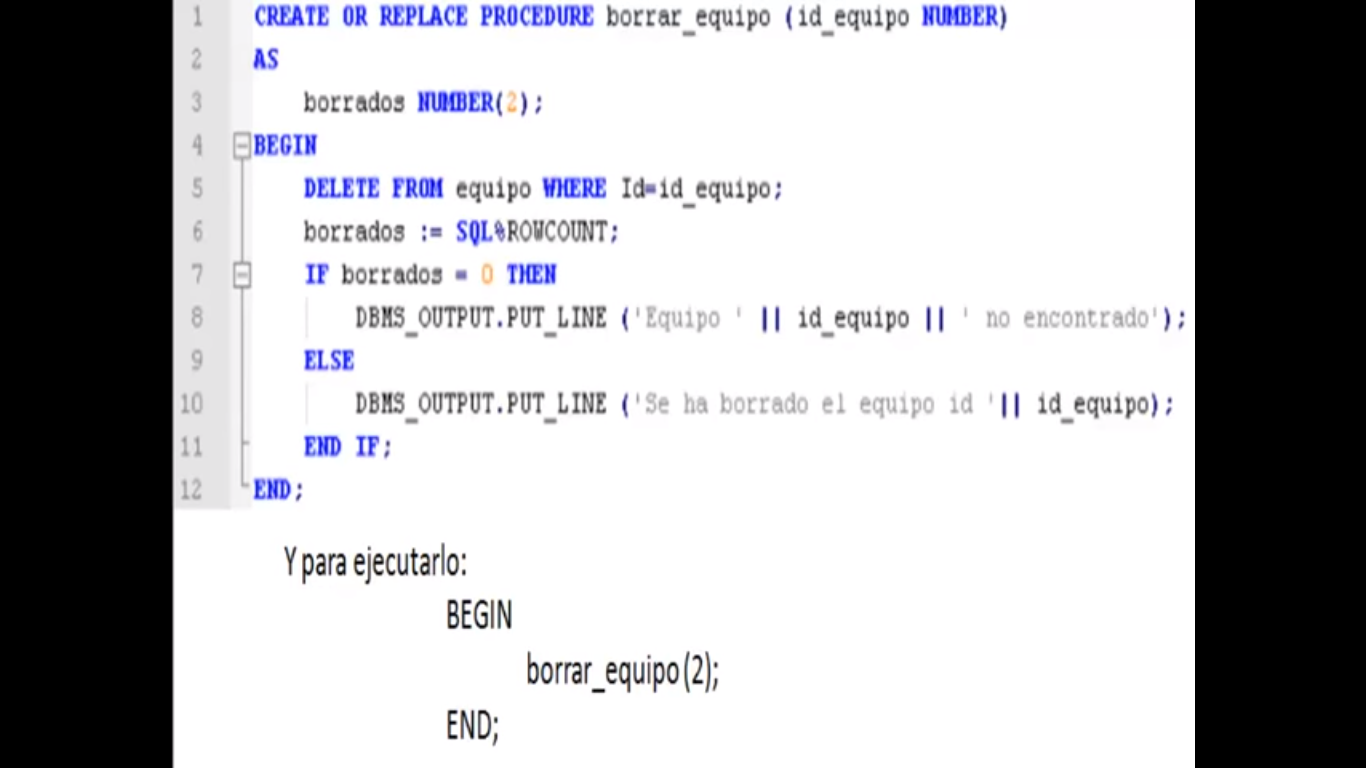 1 CREATE OR REPLACE PROCEDURE borrar_equipo (id_equipo NUMBER)
2 AS
3 borrados NUMBER(2);
4 BEGIN
5 DELETE FROM equipo WHERE Id=id_equipo;
6 borrados := SQL%ROWCOUNT;
7 IF borrados = 0 THEN
8 DBMS_OUTPUT.PUT_LINE ('Equipo ' || id_equipo || ' no encontrado');
9 ELSE
10 DBMS_OUTPUT.PUT_LINE ('Se ha borrado el equipo id '|| id_equipo);
11 END IF;
12 END;
Y para ejecutarlo:
BEGIN
borrar_equipo(2);
END;